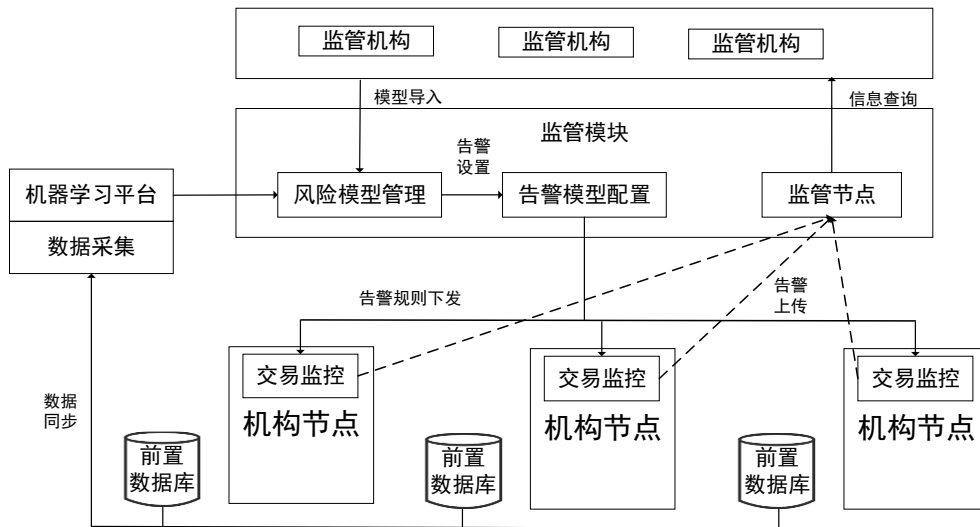 监管机构
监管机构
监管机构
模型导入
信息查询
监管模块
告警
设置
机器学习平台
风险模型管理
告警模型配置
监管节点
数据采集
告警规则下发
告警
上传
交易监控
交易监控
交易监控
数据
同步
机构节点
机构节点
机构节点
前置
数据库
前置
数据库
前置
数据库